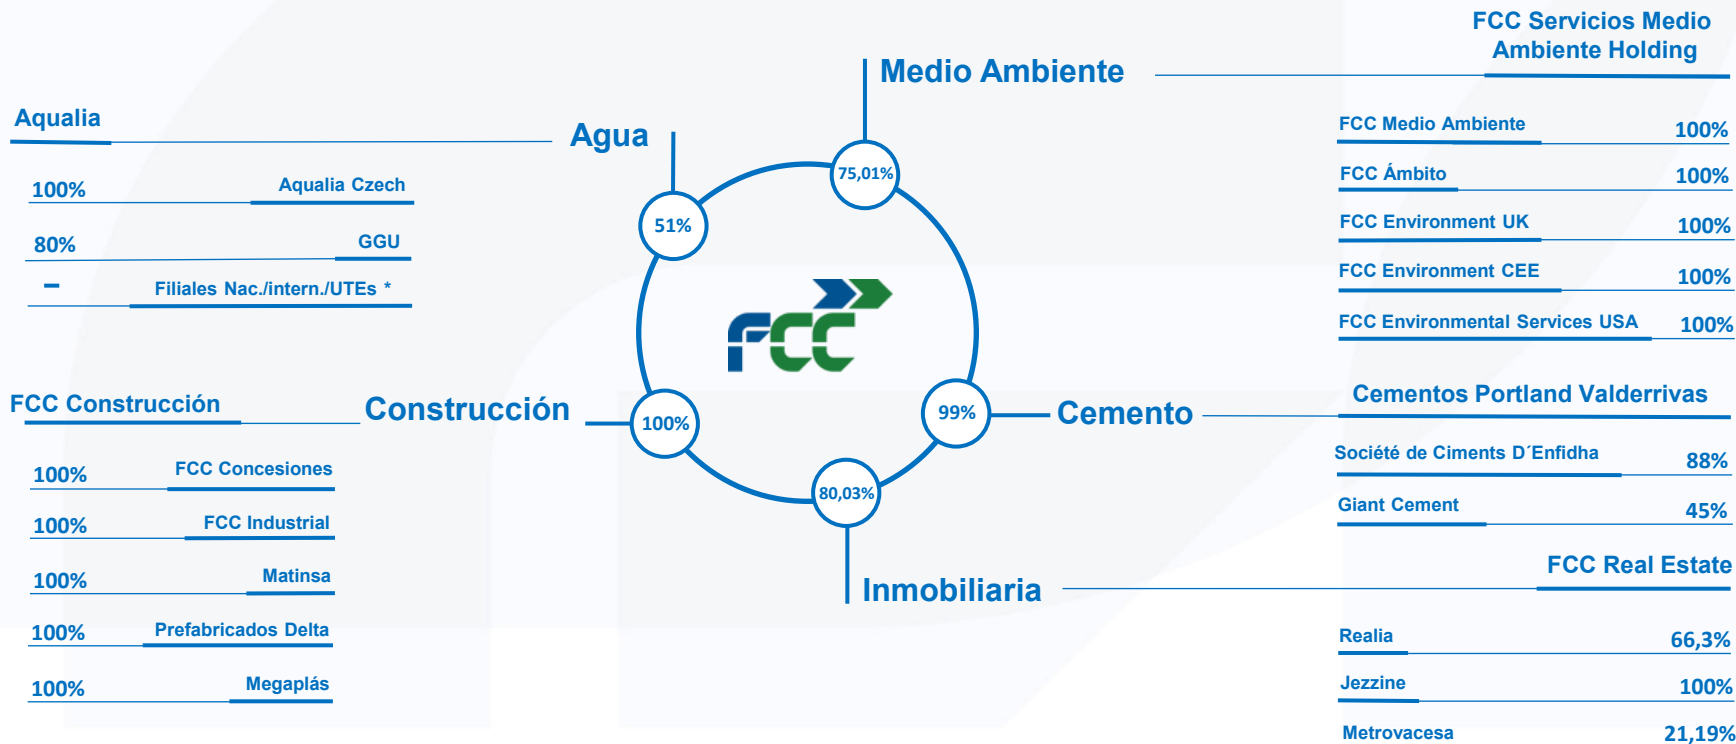 FCC Servicios Medio
Ambiente Holding
Medio Ambiente
FCC Medio Ambiente 100%
FCC Ámbito 100%
FCC Environment UK 100%
FCC Environment CEE 100%
FCC Environmental Services USA 100%
75,01%
Aqualia
Agua
51%
100% Aqualia Czech
80% GGU
– Filiales Nac./intern./UTEs *
FCC
FCC Construcción
Construcción
100%
100% FCC Concesiones
100% FCC Industrial
100% Matinsa
100% Prefabricados Delta
100% Megaplás
99%
Cemento
Cementos Portland Valderrivas
Société de Ciments D´Enfidha 88%
Giant Cement 45%
80,03%
Inmobiliaria
FCC Real Estate
Realia 66,3%
Jezzine 100%
Metrovacesa 21,19%